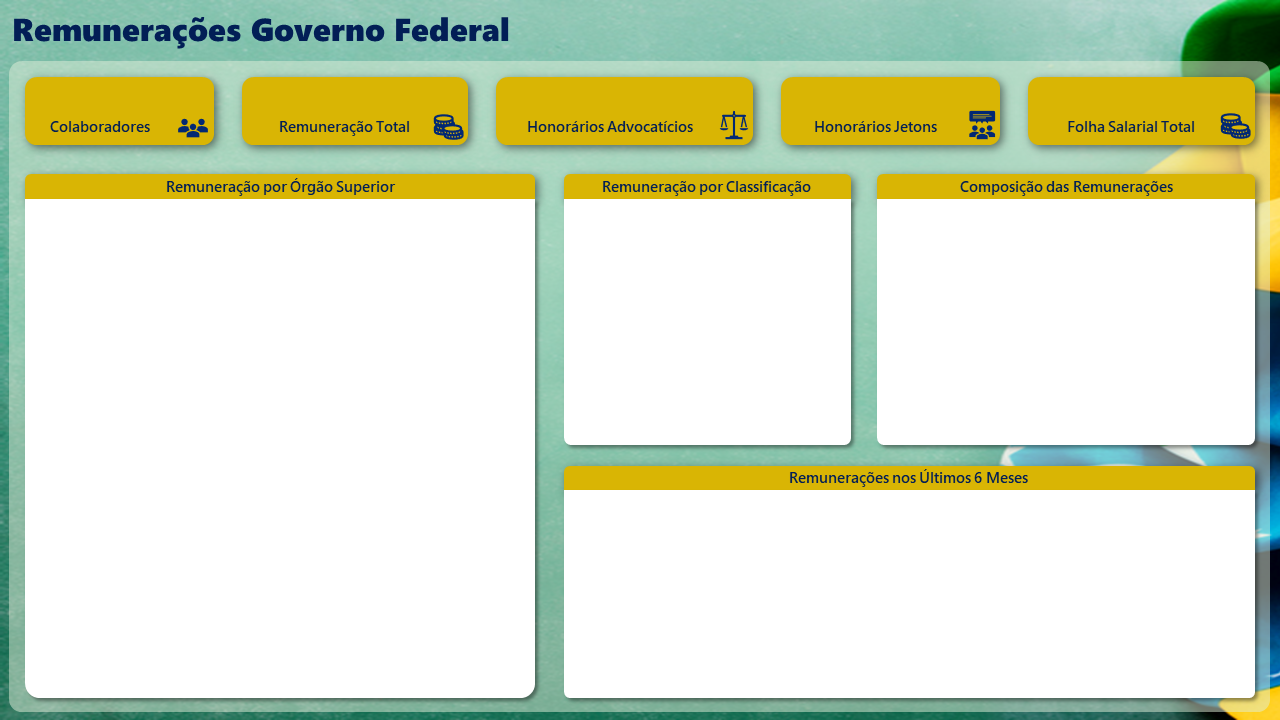 Remunerações Governo Federal
Colaboradores
Remuneração Total
Honorários Advocatícios
Honorários Jetons
Folha Salarial Total
Remuneração por Órgão Superior
Remuneração por Classificação
Composição das Remunerações
Remunerações nos Últimos 6 Meses